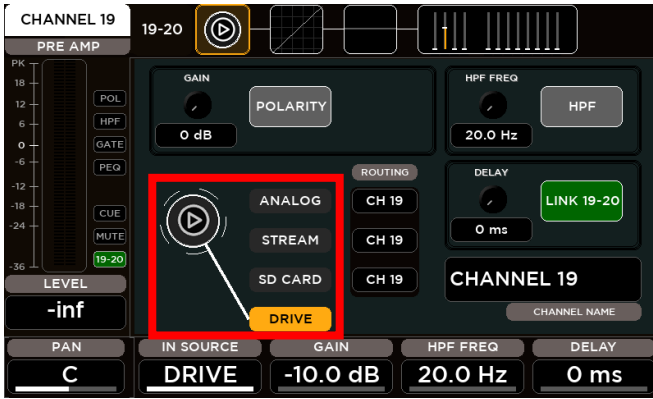 CHANNEL 19
PRE AMP
19-20
PK
18
12
6
0
-6
-12
-18
-24
-36
POL
HPF
GATE
PEQ
CUE
MUTE
19-20
LEVEL
-inf
GAIN
0 dB
POLARITY
HPF FREQ
20.0 Hz
HPF
ROUTING
ANALOG CH 19
STREAM CH 19
SD CARD CH 19
DRIVE
DELAY
0 ms
LINK 19-20
CHANNEL 19
CHANNEL NAME
PAN IN SOURCE GAIN HPF FREQ DELAY
C DRIVE -10.0 dB 20.0 Hz 0 ms